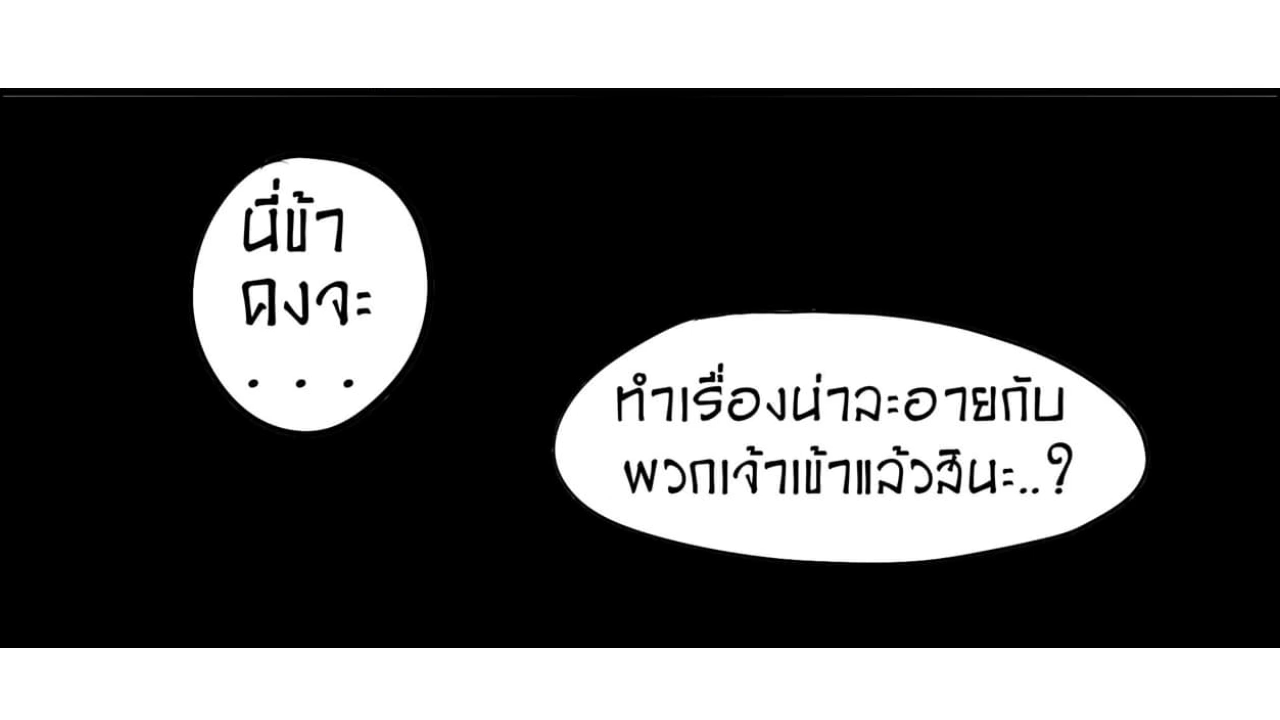 นี่ข้า
คงจะ
. . .
ทำเรื่องน่าละอายกับ
พวกเจ้าเข้าแล้วสินะ..?